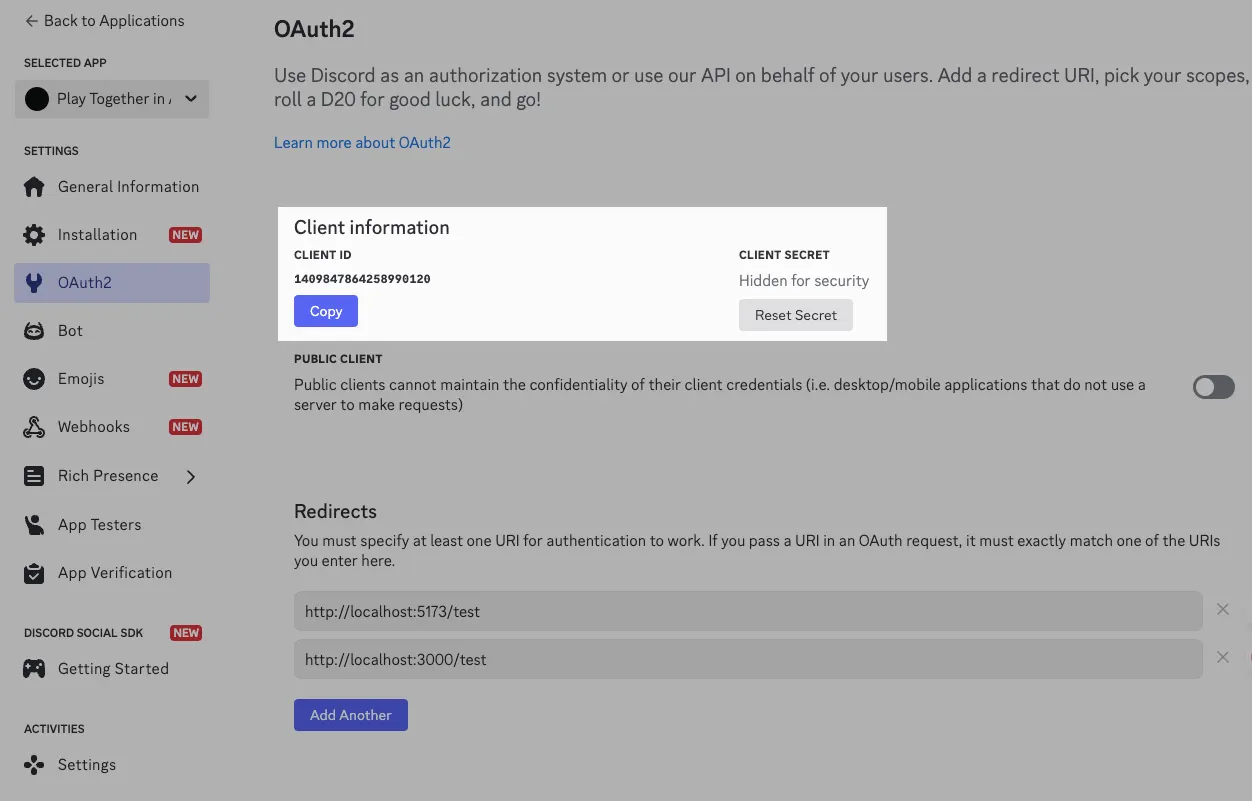 Back to Applications
SELECTED APP
Play Together in
SETTINGS
General Information
Installation NEW
OAuth2
Bot
Emojis NEW
Webhooks NEW
Rich Presence
App Testers
App Verification
DISCORD SOCIAL SDK NEW
Getting Started
ACTIVITIES
Settings
OAuth2
Use Discord as an authorization system or use our API on behalf of your users. Add a redirect URI, pick your scopes,
roll a D20 for good luck, and go!
Learn more about OAuth2
Client information
CLIENT ID
1409847864258990120
Copy
CLIENT SECRET
Hidden for security
Reset Secret
PUBLIC CLIENT
Public clients cannot maintain the confidentiality of their client credentials (i.e. desktop/mobile applications that do not use a
server to make requests)
Redirects
You must specify at least one URI for authentication to work. If you pass a URI in an OAuth request, it must exactly match one of the URIs
you enter here.
http://localhost:5173/test
http://localhost:3000/test
Add Another